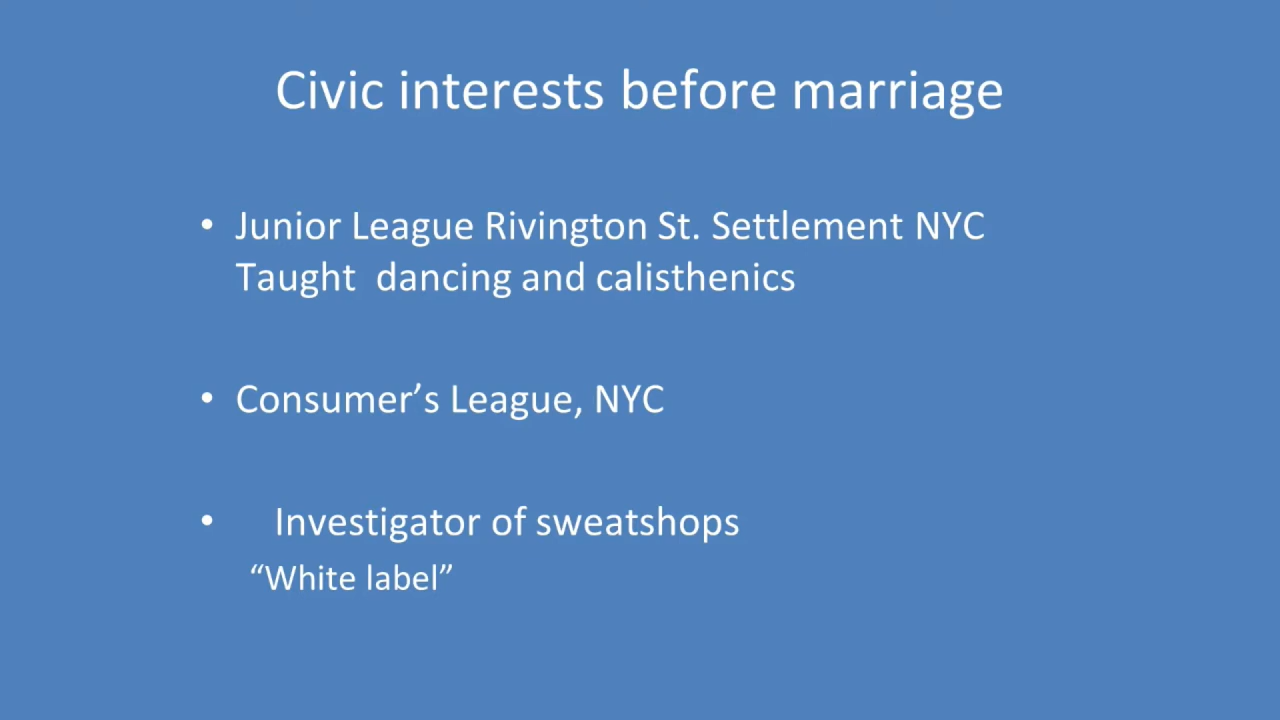 Civic interests before marriage
• Junior League Rivington St. Settlement NYC
Taught  dancing and calisthenics
• Consumer’s League, NYC
•   Investigator of sweatshops
“White label”